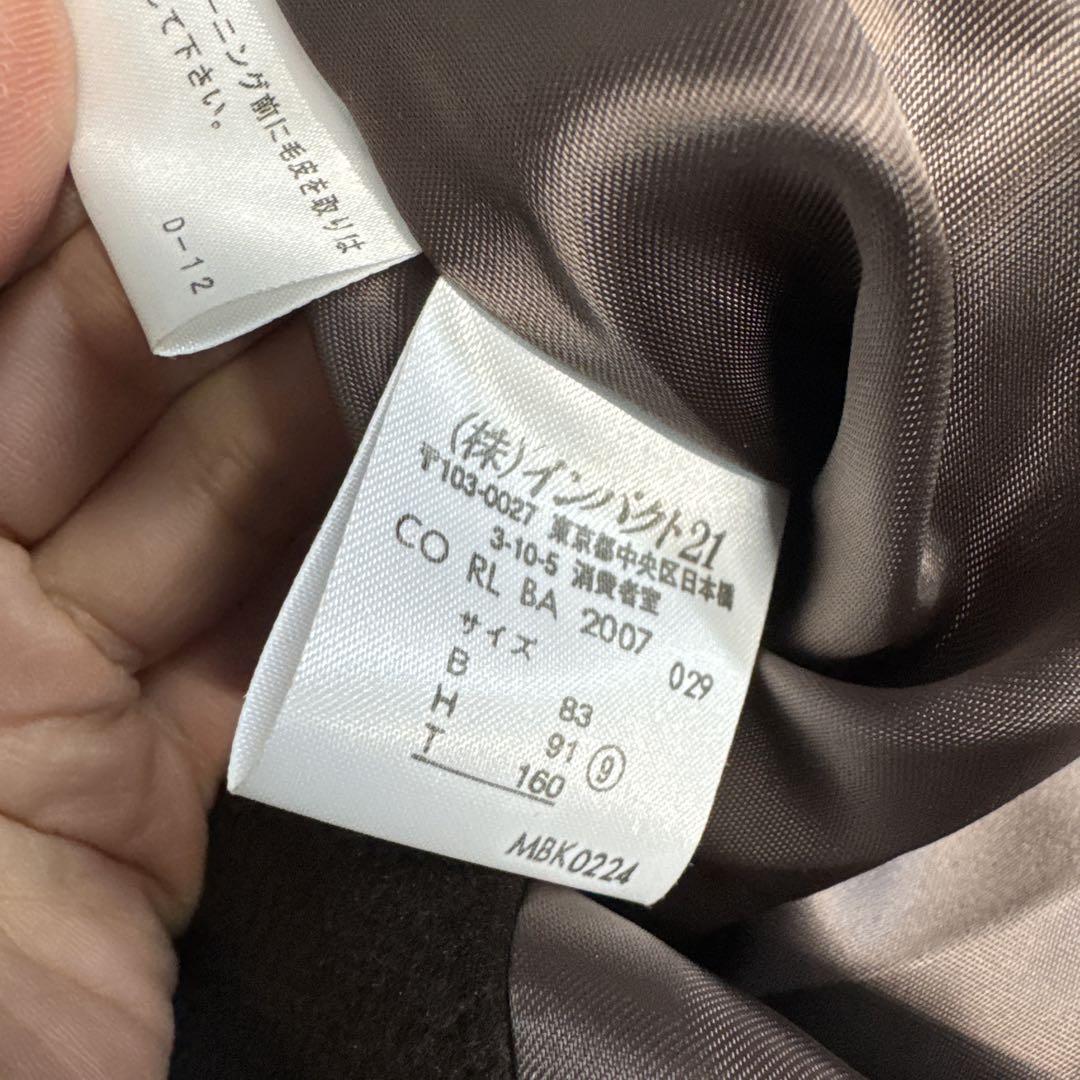 ーニング前に毛皮を取りは
して下さい。
D-12
(株)インパクト21
〒103-0027 東京都中央区日本橋
3-10-5 消費者室
CO RL BA 2007 029
サイズ
B 83
H 91 ⑨
T 160
MBK0224